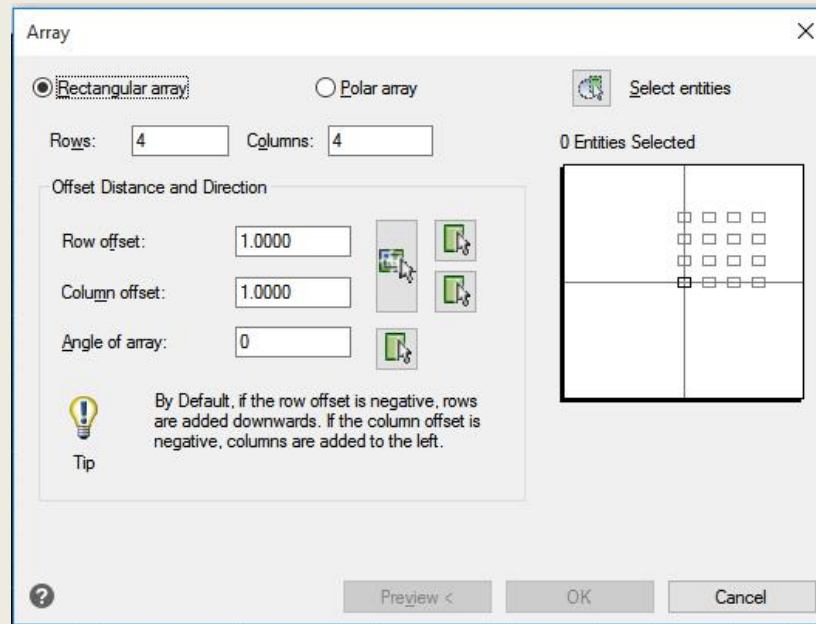 Array
Rectangular array
Polar array
Select entities
Rows: 4
Columns: 4
0 Entities Selected
Offset Distance and Direction
Row offset: 1.0000
Column offset: 1.0000
Angle of array: 0
Tip
By Default, if the row offset is negative, rows
are added downwards. If the column offset is
negative, columns are added to the left.
?
Preview <
OK
Cancel